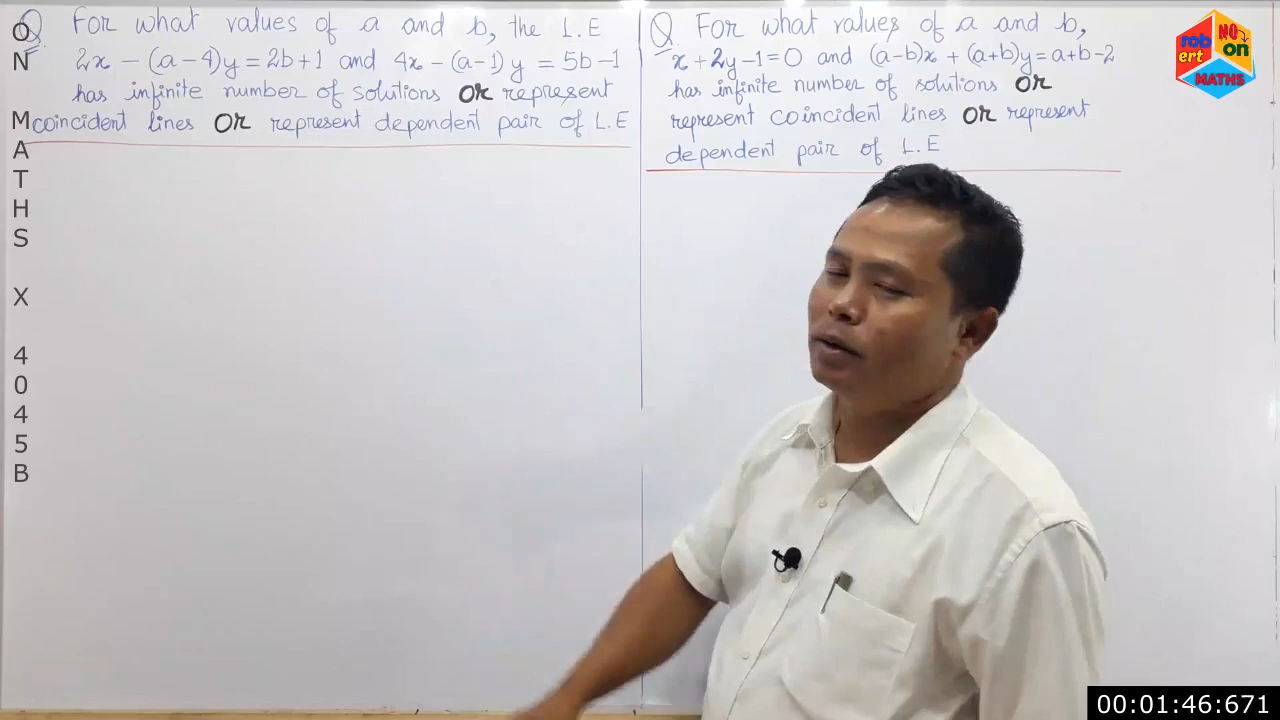 Q For what values of a and b, the L.E
2x − (a−4)y = 2b+1 and 4x − (a− y = 5b−1
has infinite number of solutions OR represent
coincident lines OR represent dependent pair of L.E
Q. For what values of a and b,
x+2y−1=0 and (a−b)x + (a+b)y = a+b−2
has infinite number of solutions OR
represent coincident lines OR represent
dependent pair of L.E
ON MATHS X 4045B
rob NO
ert on
MATHS
00:01:46:671